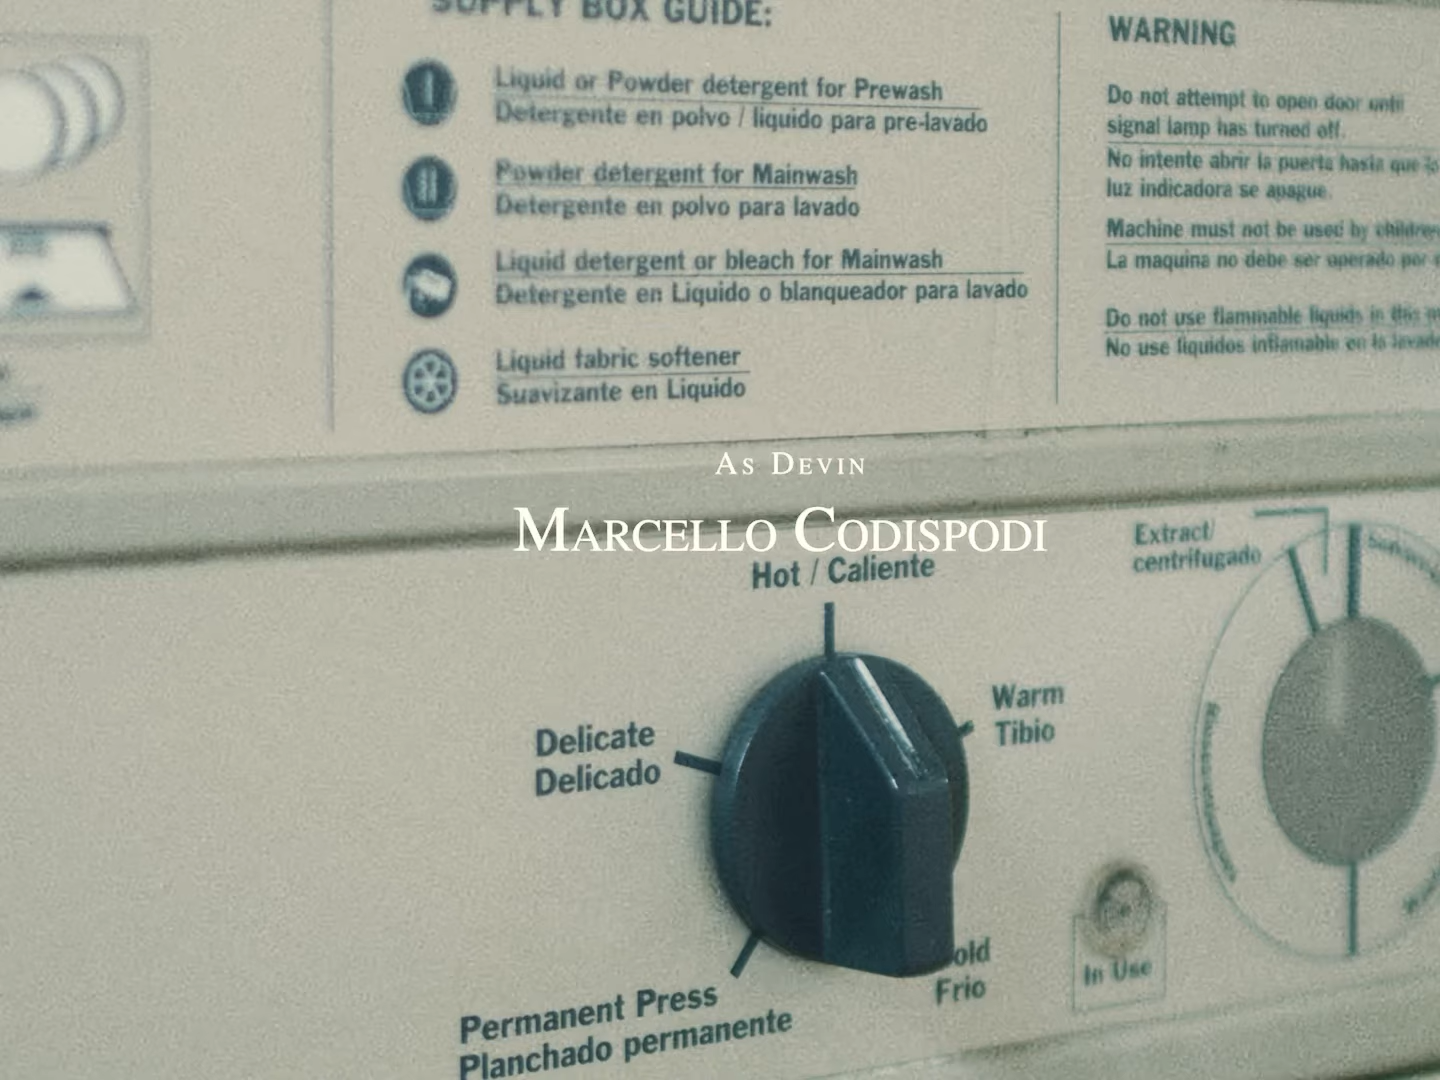 SUPPLY BOX GUIDE:
Liquid or Powder detergent for Prewash
Detergente en polvo / liquido para pre-lavado
Powder detergent for Mainwash
Detergente en polvo para lavado
Liquid detergent or bleach for Mainwash
Detergente en Liquido o blanqueador para lavado
Liquid fabric softener
Suavizante en Liquido
WARNING
Do not attempt to open door until
signal lamp has turned off.
No intente abrir la puerta hasta que la
luz indicadora se apague.
Machine must not be used by children
La maquina no debe ser operado por
Do not use flammable liquids in this
No use liquidos inflamable en la
AS DEVIN
MARCELLO CODISPODI
Hot / Caliente
Warm
Tibio
Delicate
Delicado
old
Frio
Permanent Press
Planchado permanente
Extract/
centrifugado
In Use